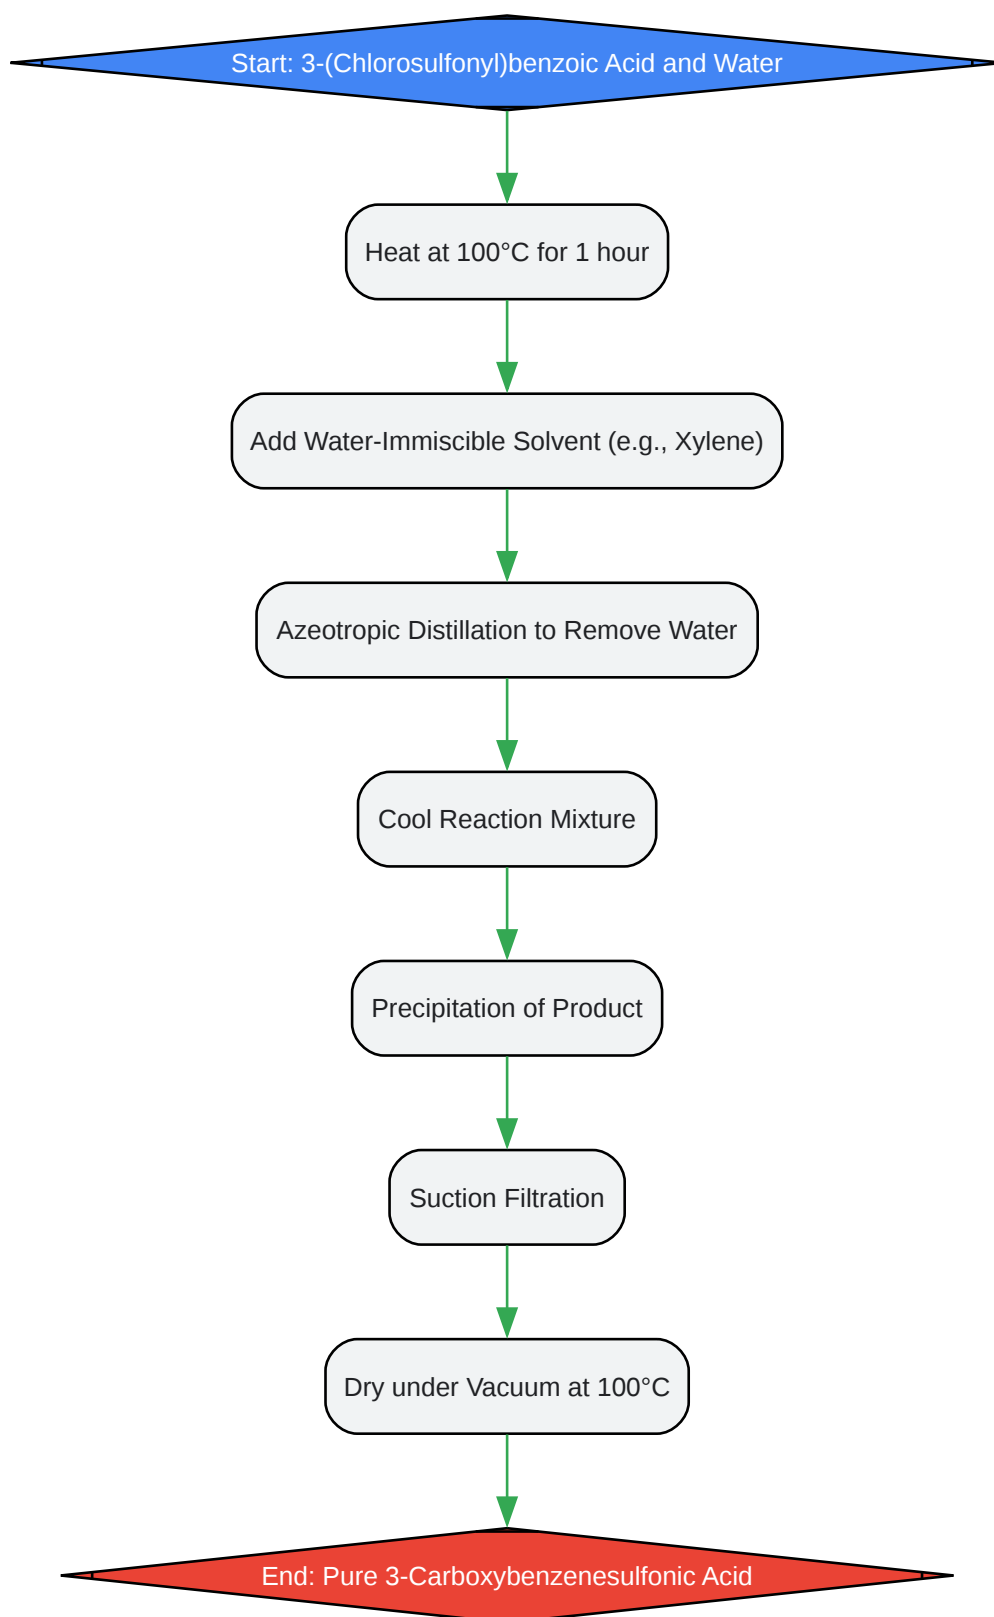 Start: 3-(Chlorosulfonyl)benzoic Acid and Water
Heat at 100°C for 1 hour
Add Water-Immiscible Solvent (e.g., Xylene)
Azeotropic Distillation to Remove Water
Cool Reaction Mixture
Precipitation of Product
Suction Filtration
Dry under Vacuum at 100°C
End: Pure 3-Carboxybenzenesulfonic Acid